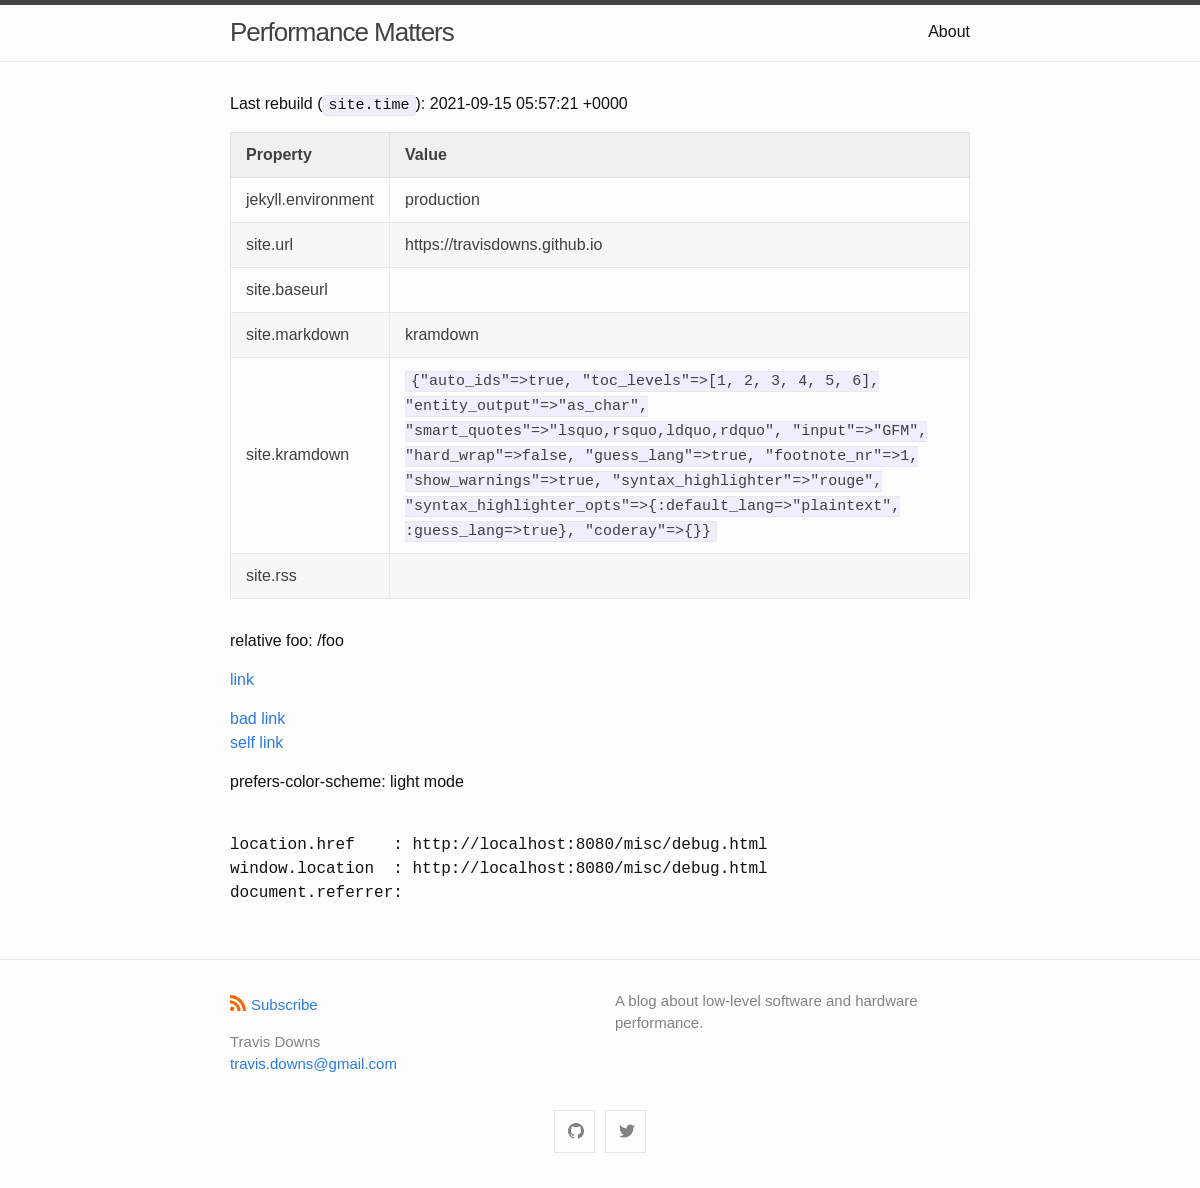 Performance Matters
About
Last rebuild (site.time): 2021-09-15 05:57:21 +0000
Property Value
jekyll.environment production
site.url https://travisdowns.github.io
site.baseurl
site.markdown kramdown
site.kramdown
{"auto_ids"=>true, "toc_levels"=>[1, 2, 3, 4, 5, 6],
"entity_output"=>"as_char",
"smart_quotes"=>"lsquo,rsquo,ldquo,rdquo", "input"=>"GFM",
"hard_wrap"=>false, "guess_lang"=>true, "footnote_nr"=>1,
"show_warnings"=>true, "syntax_highlighter"=>"rouge",
"syntax_highlighter_opts"=>{:default_lang=>"plaintext",
:guess_lang=>true}, "coderay"=>{}}
site.rss
relative foo: /foo
link
bad link
self link
prefers-color-scheme: light mode
location.href    : http://localhost:8080/misc/debug.html
window.location  : http://localhost:8080/misc/debug.html
document.referrer:
Subscribe
Travis Downs
travis.downs@gmail.com
A blog about low-level software and hardware
performance.